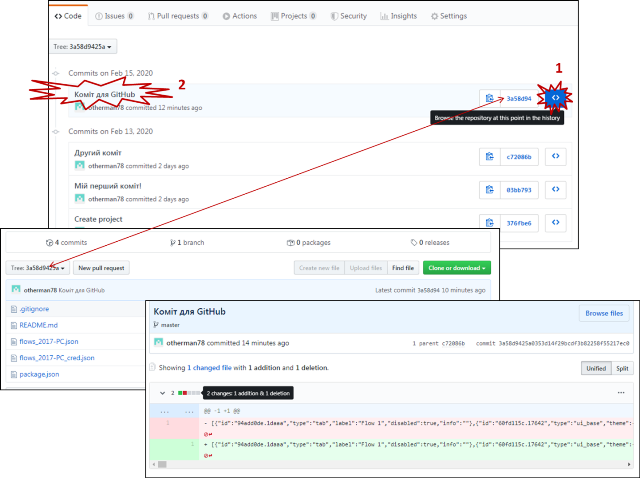 Code Issues 0 Pull requests 0 Actions Projects 0 Security Insights Settings
Tree: 3a58d9425a
Commits on Feb 15, 2020
1
2
Коміт для GitHub
otherman78 committed 12 minutes ago
3a58d94
Browse the repository at this point in the history
Commits on Feb 13, 2020
Другий коміт
otherman78 committed 2 days ago
c72086b
Мій перший коміт!
otherman78 committed 2 days ago
03bb793
Create project
376fbe6
4 commits 1 branch 0 packages 0 releases
Tree: 3a58d9425a New pull request Create new file Upload files Find file Clone or download
otherman78 Коміт для GitHub Latest commit 3a58d94 10 minutes ago
.gitignore
README.md
flows_2017-PC.json
flows_2017-PC_cred.json
package.json
Коміт для GitHub
Browse files
master
otherman78 committed 14 minutes ago 1 parent c72086b commit 3a58d9425a0353d14f29bcdf3b82258f55217ec0
Showing 1 changed file with 1 addition and 1 deletion. Unified Split
2 2 changes: 1 addition & 1 deletion
@@ -1 +1 @@
1 - [{"id":"94add0de.1daaa","type":"tab","label":"Flow 1","disabled":true,"info":""},{"id":"60fd115c.17642","type":"ui_base","theme":
1 + [{"id":"94add0de.1daaa","type":"tab","label":"Flow 1","disabled":true,"info":""},{"id":"60fd115c.17642","type":"ui_base","theme":